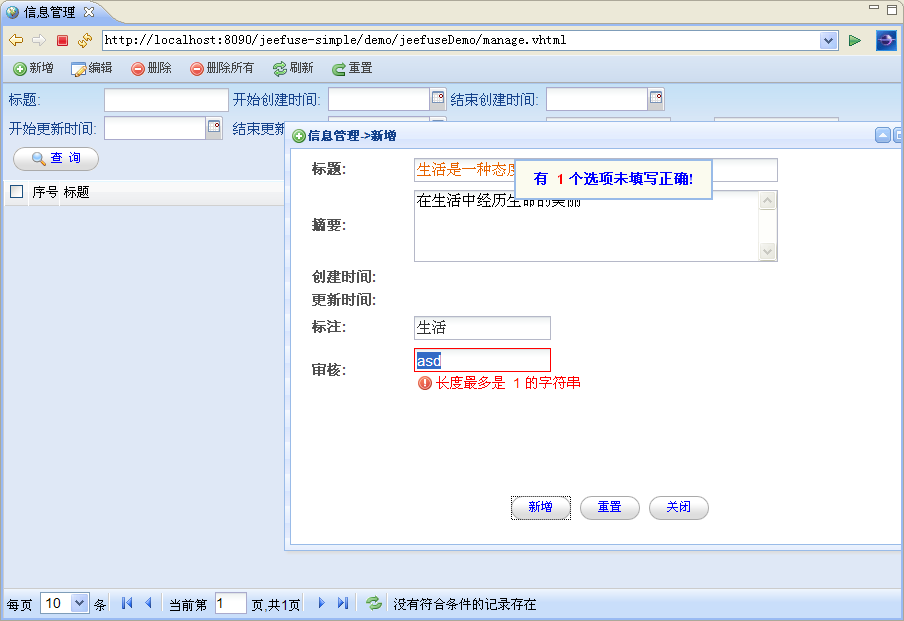 信息管理
http://localhost:8090/jeefuse-simple/demo/jeefuseDemo/manage.vhtml
新增 编辑 删除 删除所有 刷新 重置
标题: 开始创建时间: 结束创建时间:
开始更新时间: 结束更新
查 询
序号 标题
信息管理->新增
标题: 生活是一种态度
有 1 个选项未填写正确!
摘要: 在生活中经历生命的美丽
创建时间:
更新时间:
标注: 生活
审核: asd
长度最多是 1 的字符串
新增 重置 关闭
每页 10 条 当前第 1 页,共1页 没有符合条件的记录存在